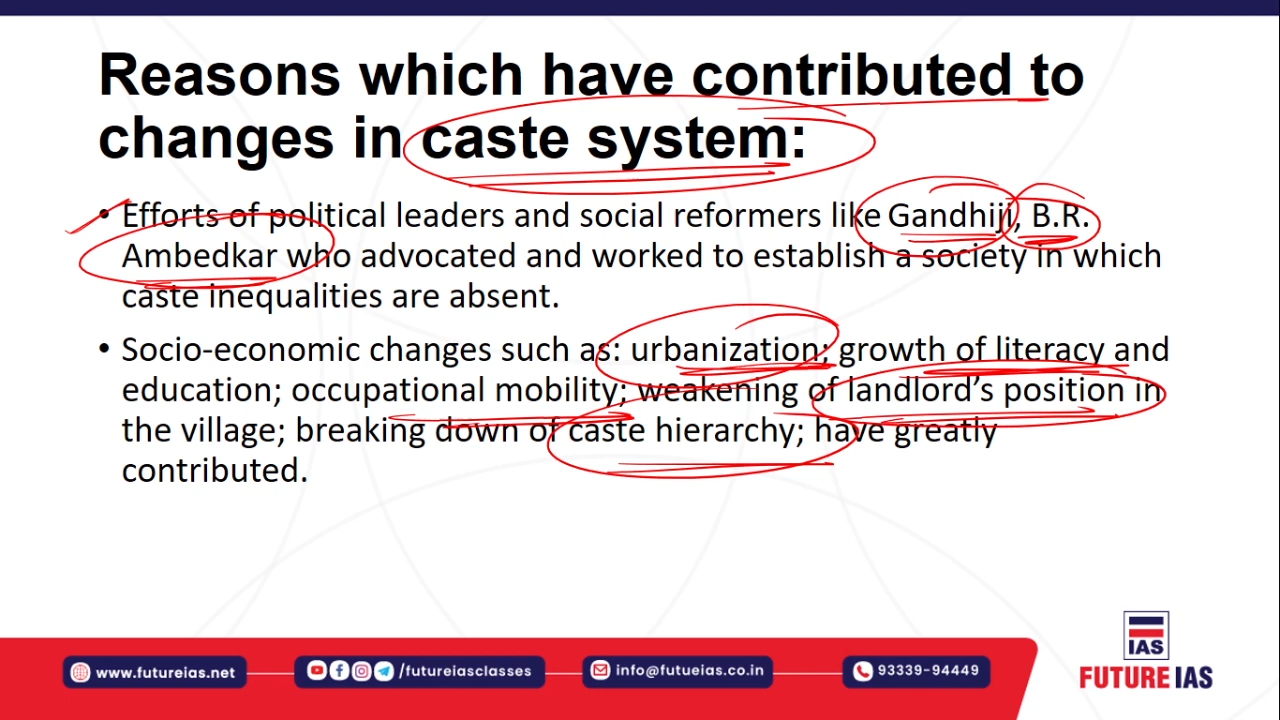 Reasons which have contributed to
changes in caste system:
• Efforts of political leaders and social reformers like Gandhiji, B.R.
Ambedkar who advocated and worked to establish a society in which
caste inequalities are absent.
• Socio-economic changes such as: urbanization; growth of literacy and
education; occupational mobility; weakening of landlord’s position in
the village; breaking down of caste hierarchy; have greatly
contributed.
IAS
www.futureias.net
/futureiasclasses
info@futueias.co.in
93339-94449
FUTURE IAS